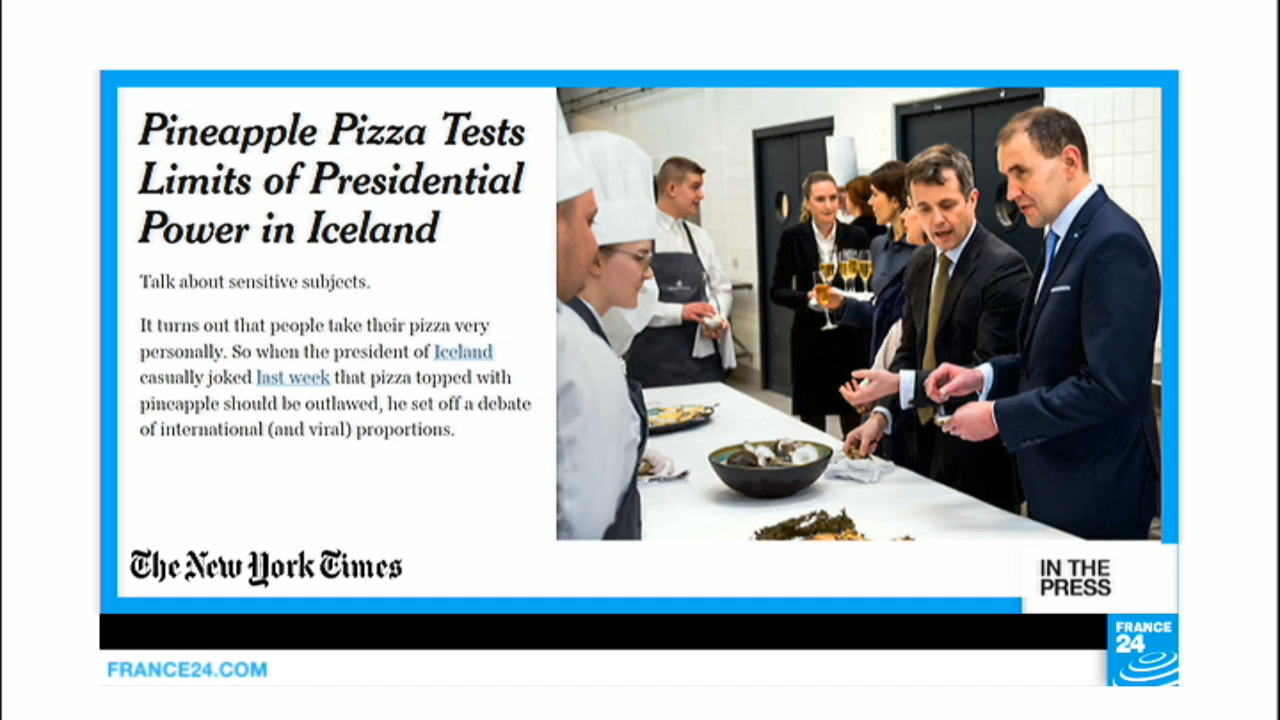 Pineapple Pizza Tests
Limits of Presidential
Power in Iceland
Talk about sensitive subjects.
It turns out that people take their pizza very
personally. So when the president of Iceland
casually joked last week that pizza topped with
pineapple should be outlawed, he set off a debate
of international (and viral) proportions.
The New York Times
IN THE
PRESS
FRANCE
24
FRANCE24.COM